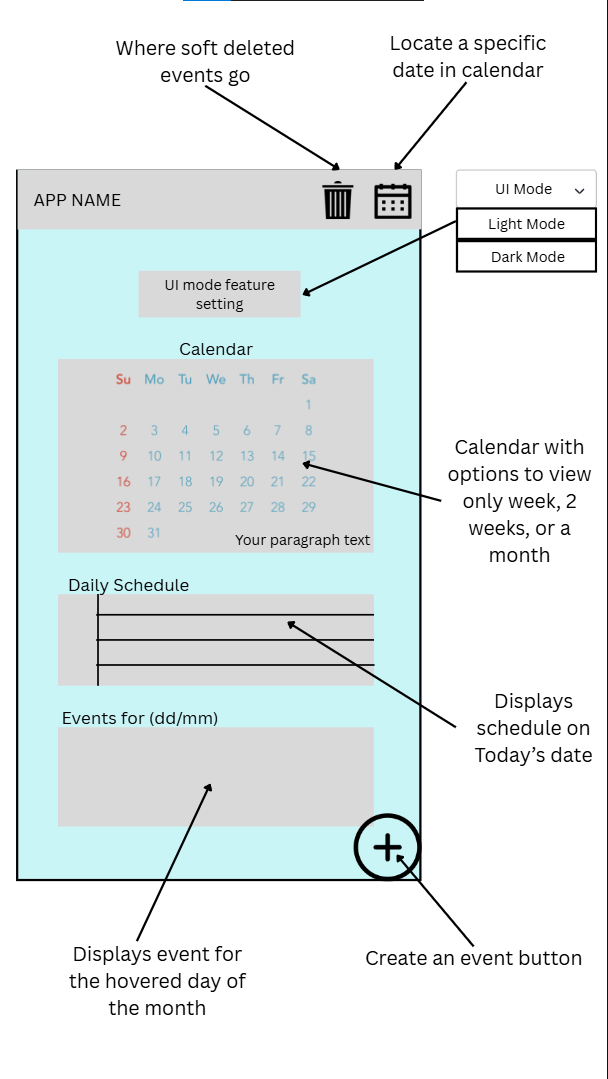 Where soft deleted
events go
Locate a specific
date in calendar
APP NAME
UI Mode
Light Mode
Dark Mode
UI mode feature
setting
Calendar
Su Mo Tu We Th Fr Sa
1
2 3 4 5 6 7 8
9 10 11 12 13 14 15
16 17 18 19 20 21 22
23 24 25 26 27 28 29
30 31
Your paragraph text
Calendar with
options to view
only week, 2
weeks, or a
month
Daily Schedule
Displays
schedule on
Today’s date
Events for (dd/mm)
Displays event for
the hovered day of
the month
Create an event button